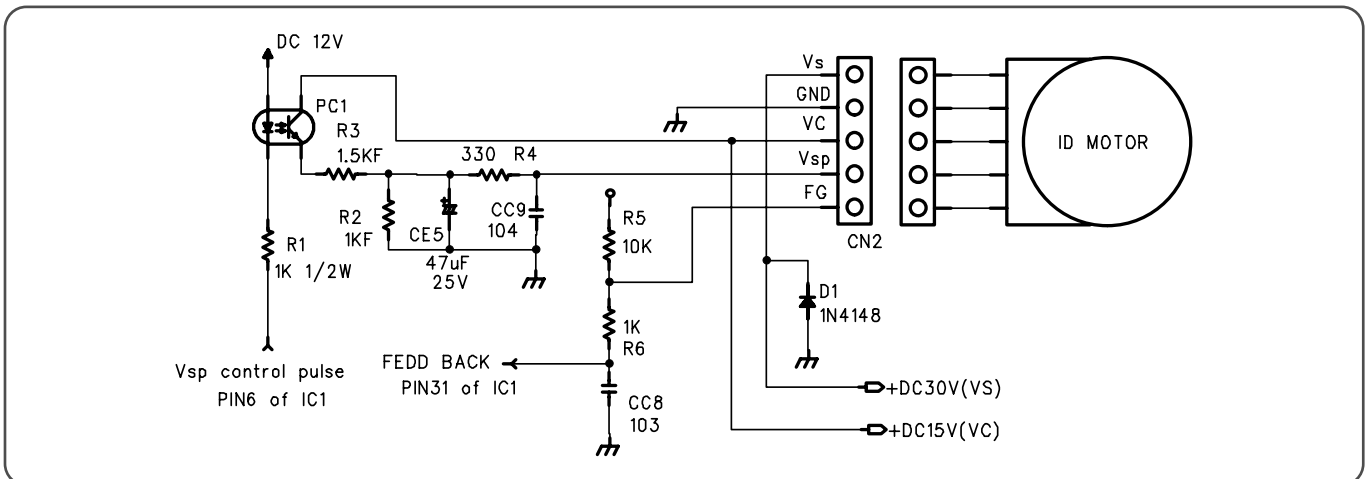 DC 12V
PC1
R3
1.5KF
330 R4
R2
1KF
CE5
47uF
25V
CC9
104
R1
1K 1/2W
Vsp control pulse
PIN6 of IC1
FEDD BACK
PIN31 of IC1
R5
10K
1K
R6
CC8
103
Vs
GND
VC
Vsp
FG
CN2
ID MOTOR
D1
1N4148
+DC30V(VS)
+DC15V(VC)